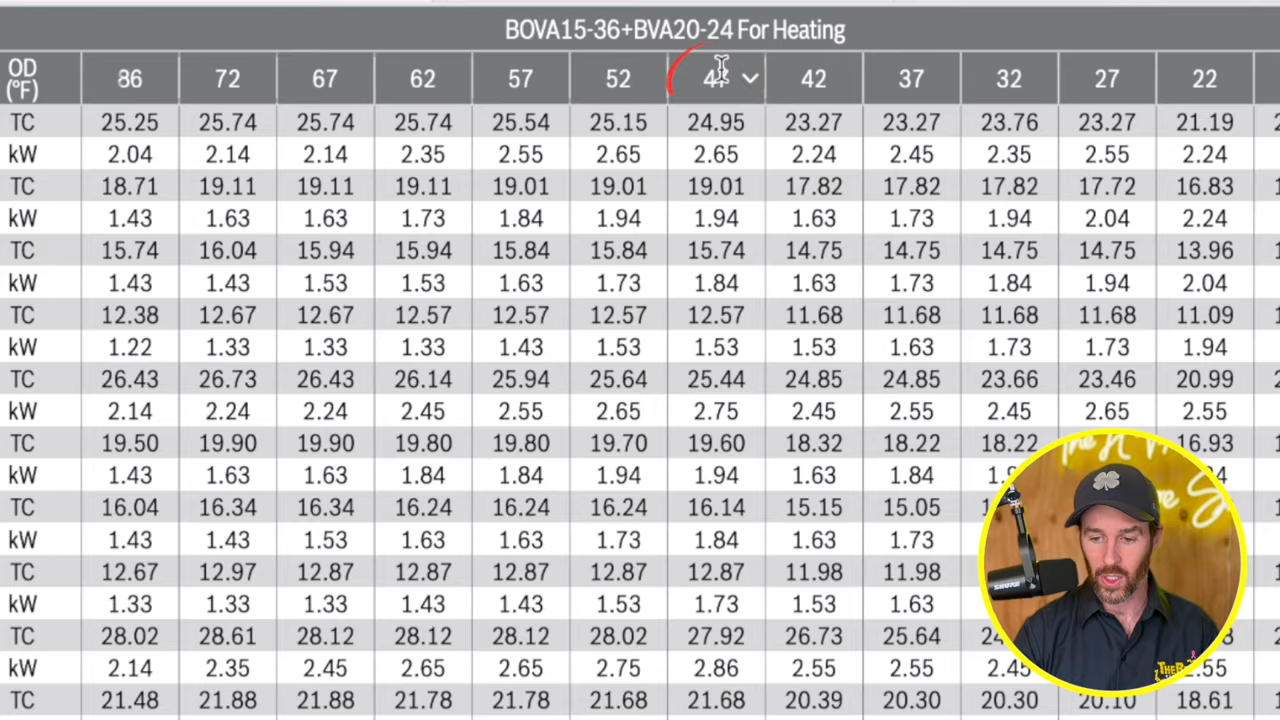 BOVA15-36+BVA20-24 For Heating
OD (°F) 86 72 67 62 57 52 42 37 32 27 22
TC 25.25 25.74 25.74 25.74 25.54 25.15 24.95 23.27 23.27 23.76 23.27 21.19
kW 2.04 2.14 2.14 2.35 2.55 2.65 2.65 2.24 2.45 2.35 2.55 2.24
TC 18.71 19.11 19.11 19.11 19.01 19.01 19.01 17.82 17.82 17.82 17.72 16.83
kW 1.43 1.63 1.63 1.73 1.84 1.94 1.94 1.63 1.73 1.94 2.04 2.24
TC 15.74 16.04 15.94 15.94 15.84 15.84 15.74 14.75 14.75 14.75 14.75 13.96
kW 1.43 1.43 1.53 1.53 1.63 1.73 1.84 1.63 1.73 1.84 1.94 2.04
TC 12.38 12.67 12.67 12.57 12.57 12.57 12.57 11.68 11.68 11.68 11.68 11.09
kW 1.22 1.33 1.33 1.33 1.43 1.53 1.53 1.53 1.63 1.73 1.73 1.94
TC 26.43 26.73 26.43 26.14 25.94 25.64 25.44 24.85 24.85 23.66 23.46 20.99
kW 2.14 2.24 2.24 2.45 2.55 2.65 2.75 2.45 2.55 2.45 2.65 2.55
TC 19.50 19.90 19.90 19.80 19.80 19.70 19.60 18.32 18.22 18.22 16.93
kW 1.43 1.63 1.63 1.84 1.84 1.94 1.94 1.63 1.84
TC 16.04 16.34 16.34 16.24 16.24 16.24 16.14 15.15 15.05
kW 1.43 1.43 1.53 1.63 1.63 1.73 1.84 1.63 1.73
TC 12.67 12.97 12.87 12.87 12.87 12.87 12.87 11.98 11.98
kW 1.33 1.33 1.33 1.43 1.43 1.53 1.73 1.53 1.63
TC 28.02 28.61 28.12 28.12 28.12 28.02 27.92 26.73 25.64
kW 2.14 2.35 2.45 2.65 2.65 2.75 2.86 2.55 2.55 2.45 2.55
TC 21.48 21.88 21.88 21.78 21.78 21.68 21.68 20.39 20.30 20.30 20.10 18.61
SHURE